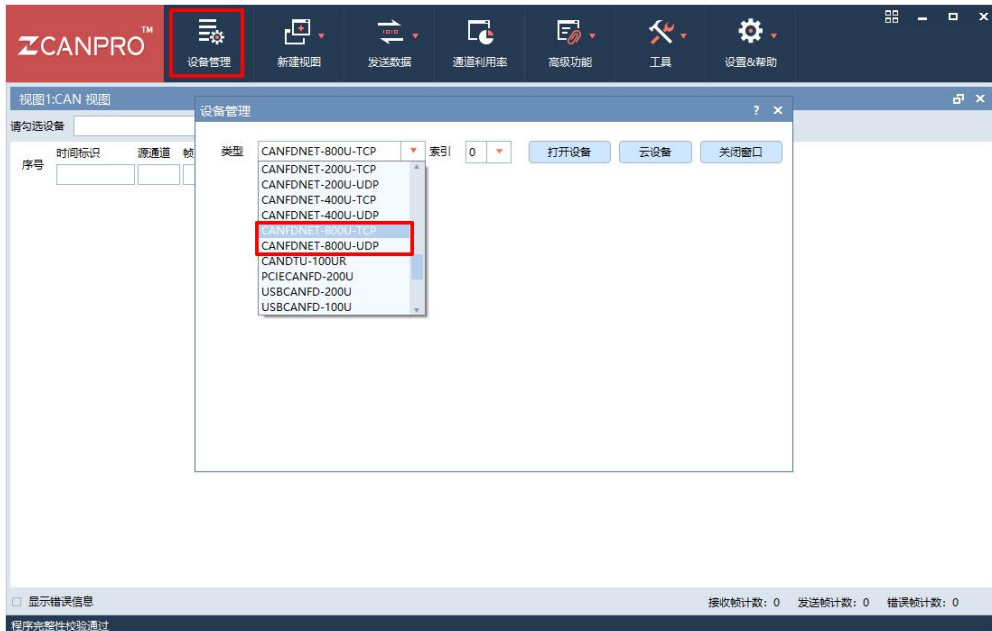 ZCANPRO™
设备管理
新建视图
发送数据
通道利用率
高级功能
工具
设置&帮助
视图1:CAN 视图
请勾选设备
序号
时间标识
源通道
帧
设备管理
类型
CANFDNET-800U-TCP
索引
0
打开设备
云设备
关闭窗口
CANFDNET-200U-TCP
CANFDNET-200U-UDP
CANFDNET-400U-TCP
CANFDNET-400U-UDP
CANFDNET-800U-TCP
CANFDNET-800U-UDP
CANDTU-100UR
PCIECANFD-200U
USBCANFD-200U
USBCANFD-100U
显示错误信息
接收帧计数: 0
发送帧计数: 0
错误帧计数: 0
程序完整性校验通过